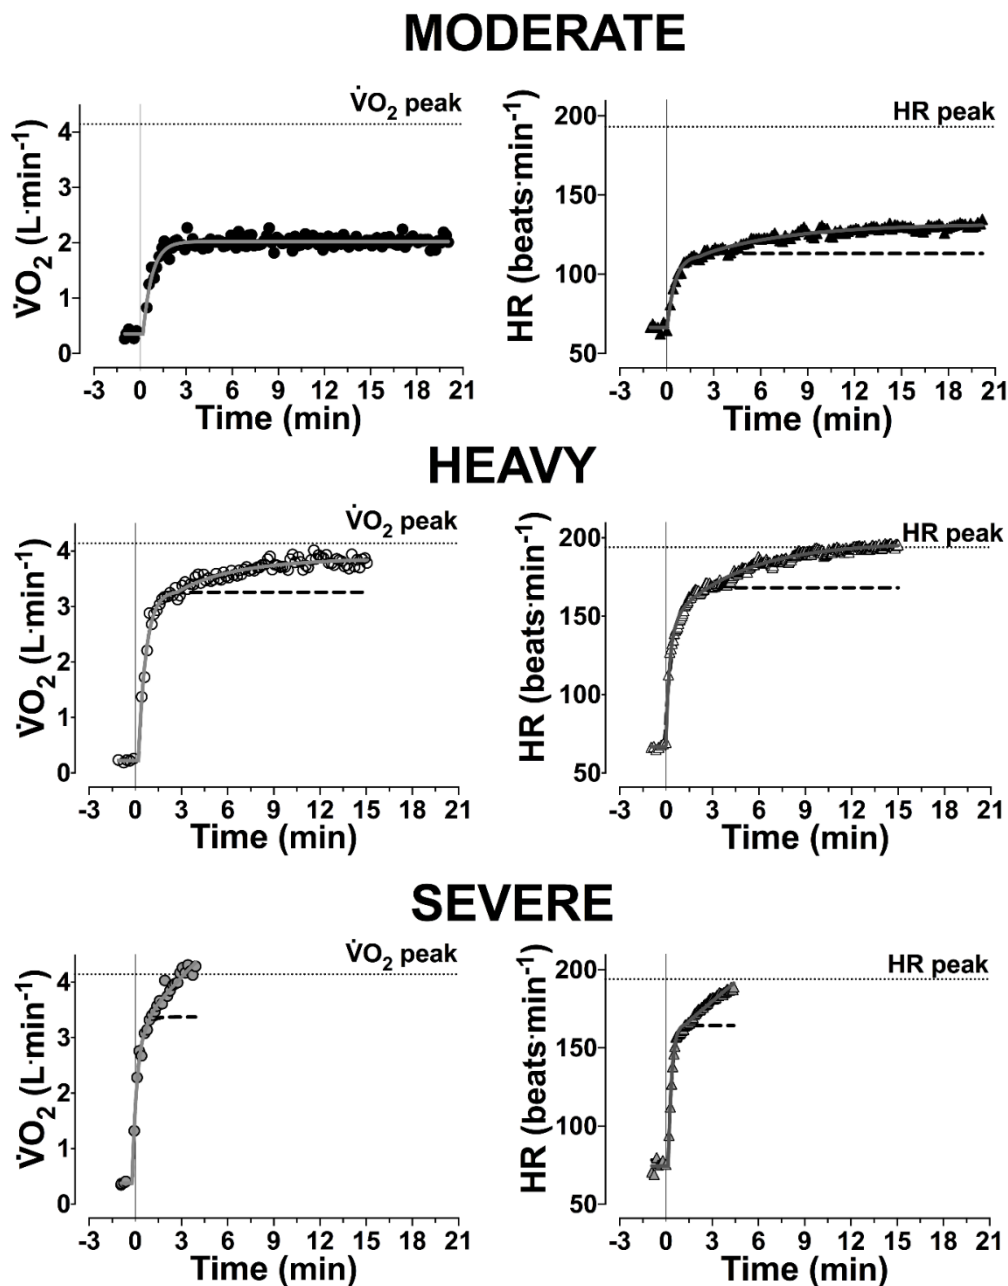 MODERATE
V̇O₂ peak
4
3
2
1
0
V̇O₂ (L·min⁻¹)
-3 0 3 6 9 12 15 18 21
Time (min)
HR peak
200
150
100
50
HR (beats·min⁻¹)
-3 0 3 6 9 12 15 18 21
Time (min)
HEAVY
V̇O₂ peak
4
3
2
1
0
V̇O₂ (L·min⁻¹)
-3 0 3 6 9 12 15 18 21
Time (min)
HR peak
200
150
100
50
HR (beats·min⁻¹)
-3 0 3 6 9 12 15 18 21
Time (min)
SEVERE
V̇O₂ peak
4
3
2
1
0
V̇O₂ (L·min⁻¹)
-3 0 3 6 9 12 15 18 21
Time (min)
HR peak
200
150
100
50
HR (beats·min⁻¹)
-3 0 3 6 9 12 15 18 21
Time (min)